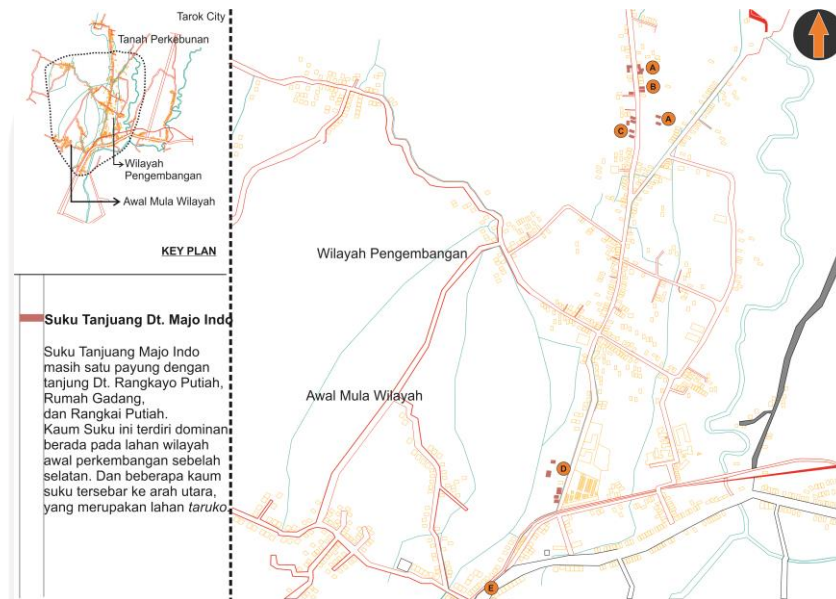 Tarok City
Tanah Perkebunan
Wilayah
Pengembangan
Awal Mula Wilayah
KEY PLAN
Suku Tanjuang Dt. Majo Indo
Suku Tanjuang Majo Indo
masih satu payung dengan
tanjung Dt. Rangkayo Putiah,
Rumah Gadang,
dan Rangkai Putiah.
Kaum Suku ini terdiri dominan
berada pada lahan wilayah
awal perkembangan sebelah
selatan. Dan beberapa kaum
suku tersebar ke arah utara,
yang merupakan lahan taruko.
A
B
A
C
Wilayah Pengembangan
Awal Mula Wilayah
D
E